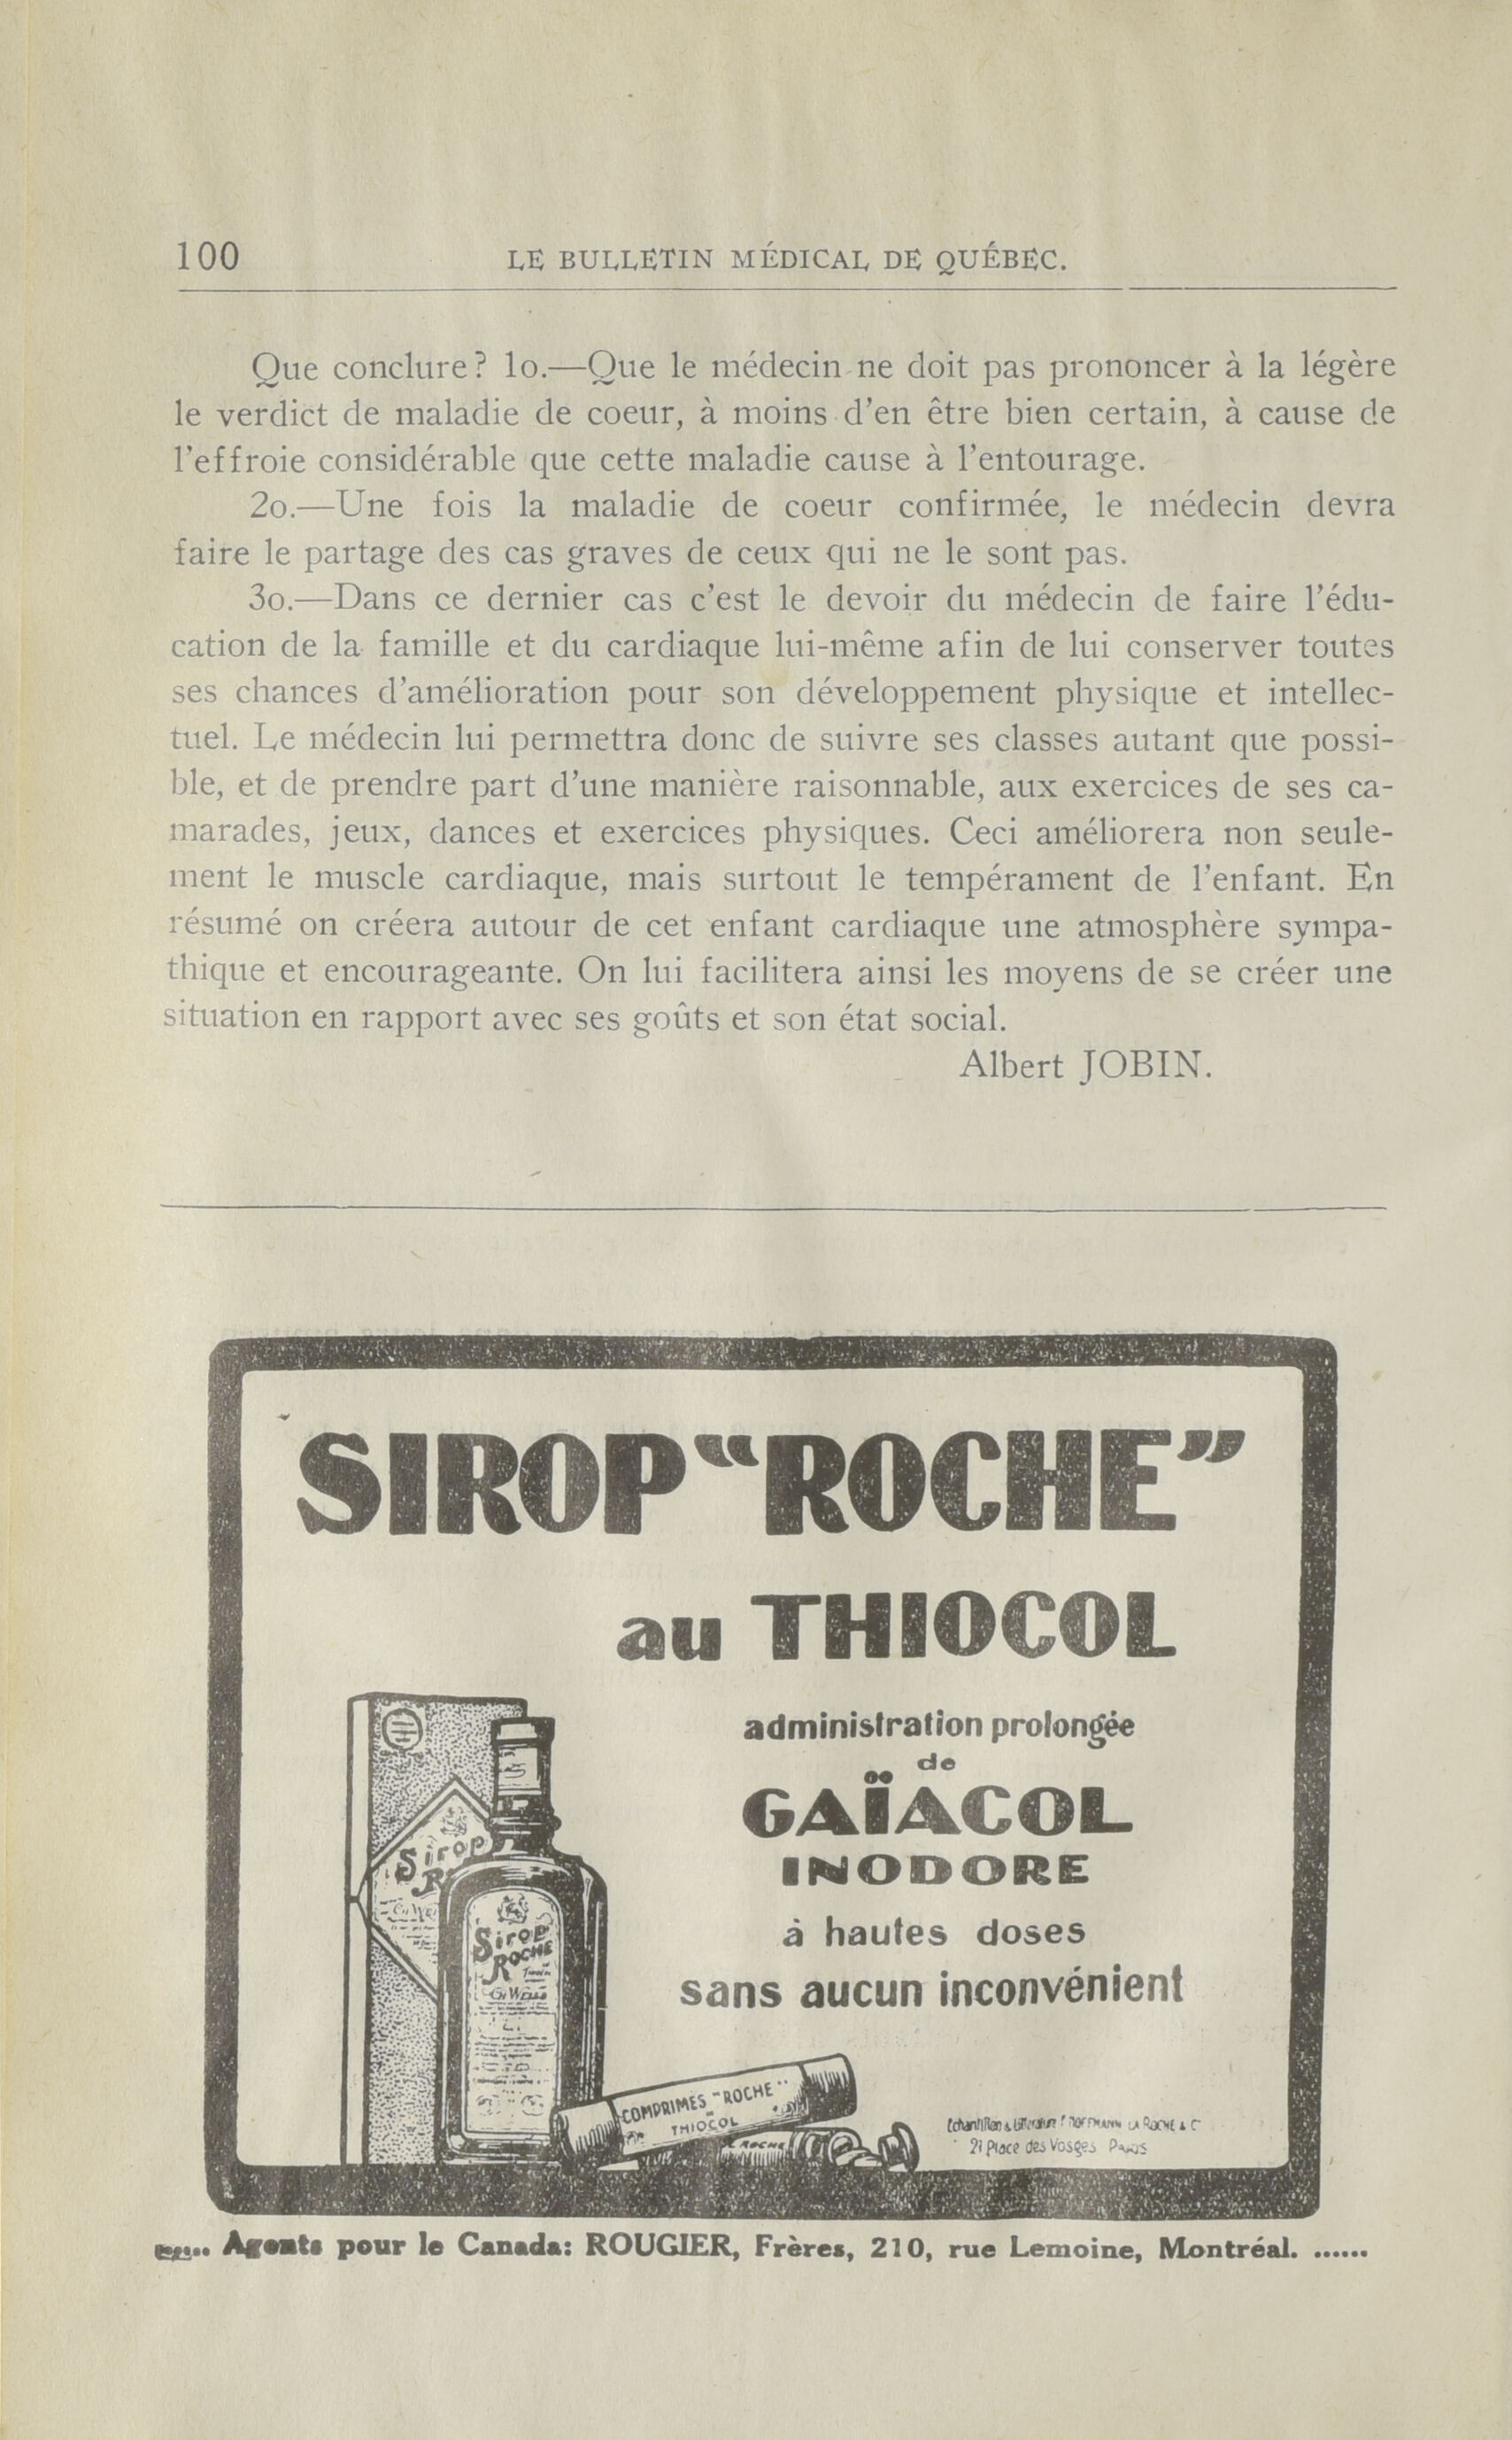 100 LE BULLETIN MÉDICAL DE QUÉBEC.
Que conclure? 1o.—Que le médecin ne doit pas prononcer à la légère
le verdict de maladie de coeur, à moins d'en être bien certain, à cause de
l'effroie considérable que cette maladie cause à l'entourage.
2o.—Une fois la maladie de coeur confirmée, le médecin devra
faire le partage des cas graves de ceux qui ne le sont pas.
3o.—Dans ce dernier cas c'est le devoir du médecin de faire l'édu-
cation de la famille et du cardiaque lui-même afin de lui conserver toutes
ses chances d'amélioration pour son développement physique et intellec-
tuel. Le médecin lui permettra donc de suivre ses classes autant que possi-
ble, et de prendre part d'une manière raisonnable, aux exercices de ses ca-
marades, jeux, dances et exercices physiques. Ceci améliorera non seule-
ment le muscle cardiaque, mais surtout le tempérament de l'enfant. En
résumé on créera autour de cet enfant cardiaque une atmosphère sympa-
thique et encourageante. On lui facilitera ainsi les moyens de se créer une
situation en rapport avec ses goûts et son état social.
Albert JOBIN.
SIROP "ROCHE"
au THIOCOL
administration prolongée
de
GAÏACOL
INODORE
à hautes doses
sans aucun inconvénient
Sirop
R
Sirop
ROCHE
COMPRIMES "ROCHE"
THIOCOL
ROCHE
HOFFMANN LA ROCHE & Cⁱᵉ
21 Place des Vosges PARIS
Agents pour le Canada: ROUGIER, Frères, 210, rue Lemoine, Montréal. ......